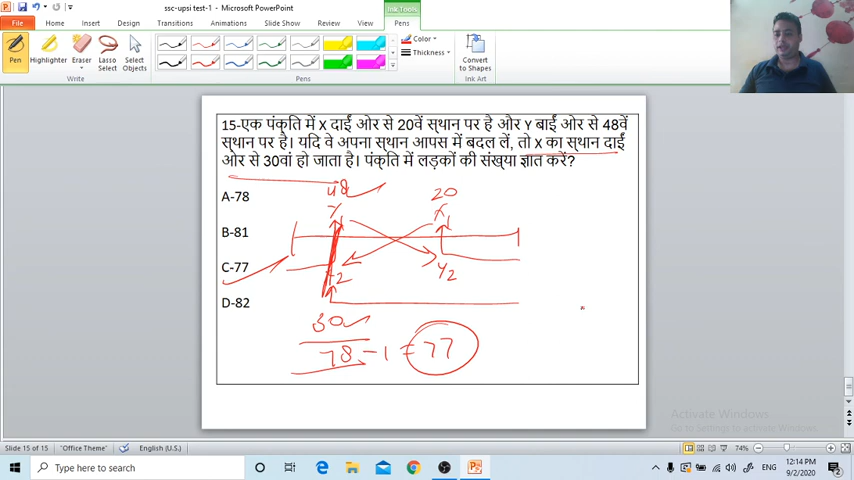 ssc-upsi test-1 - Microsoft PowerPoint
Ink Tools
File Home Insert Design Transitions Animations Slide Show Review View Pens
Pen Highlighter Eraser Lasso Select Select Objects
Write
Pens
Color
Thickness
Convert to Shapes
Ink Art
15-एक पंक्ति में X दाईं ओर से 20वें स्थान पर है और Y बाईं ओर से 48वें
स्थान पर है। यदि वे अपना स्थान आपस में बदल लें, तो X का स्थान दाईं
ओर से 30वां हो जाता है। पंक्ति में लड़कों की संख्या ज्ञात करें?
48 20
A-78
B-81
C-77
D-82
30
78-1=77
Activate Windows
Go to Settings to activate Windows.
Slide 15 of 15 "Office Theme" English (U.S.) 74%
Type here to search
ENG
12:14 PM
9/2/2020
2